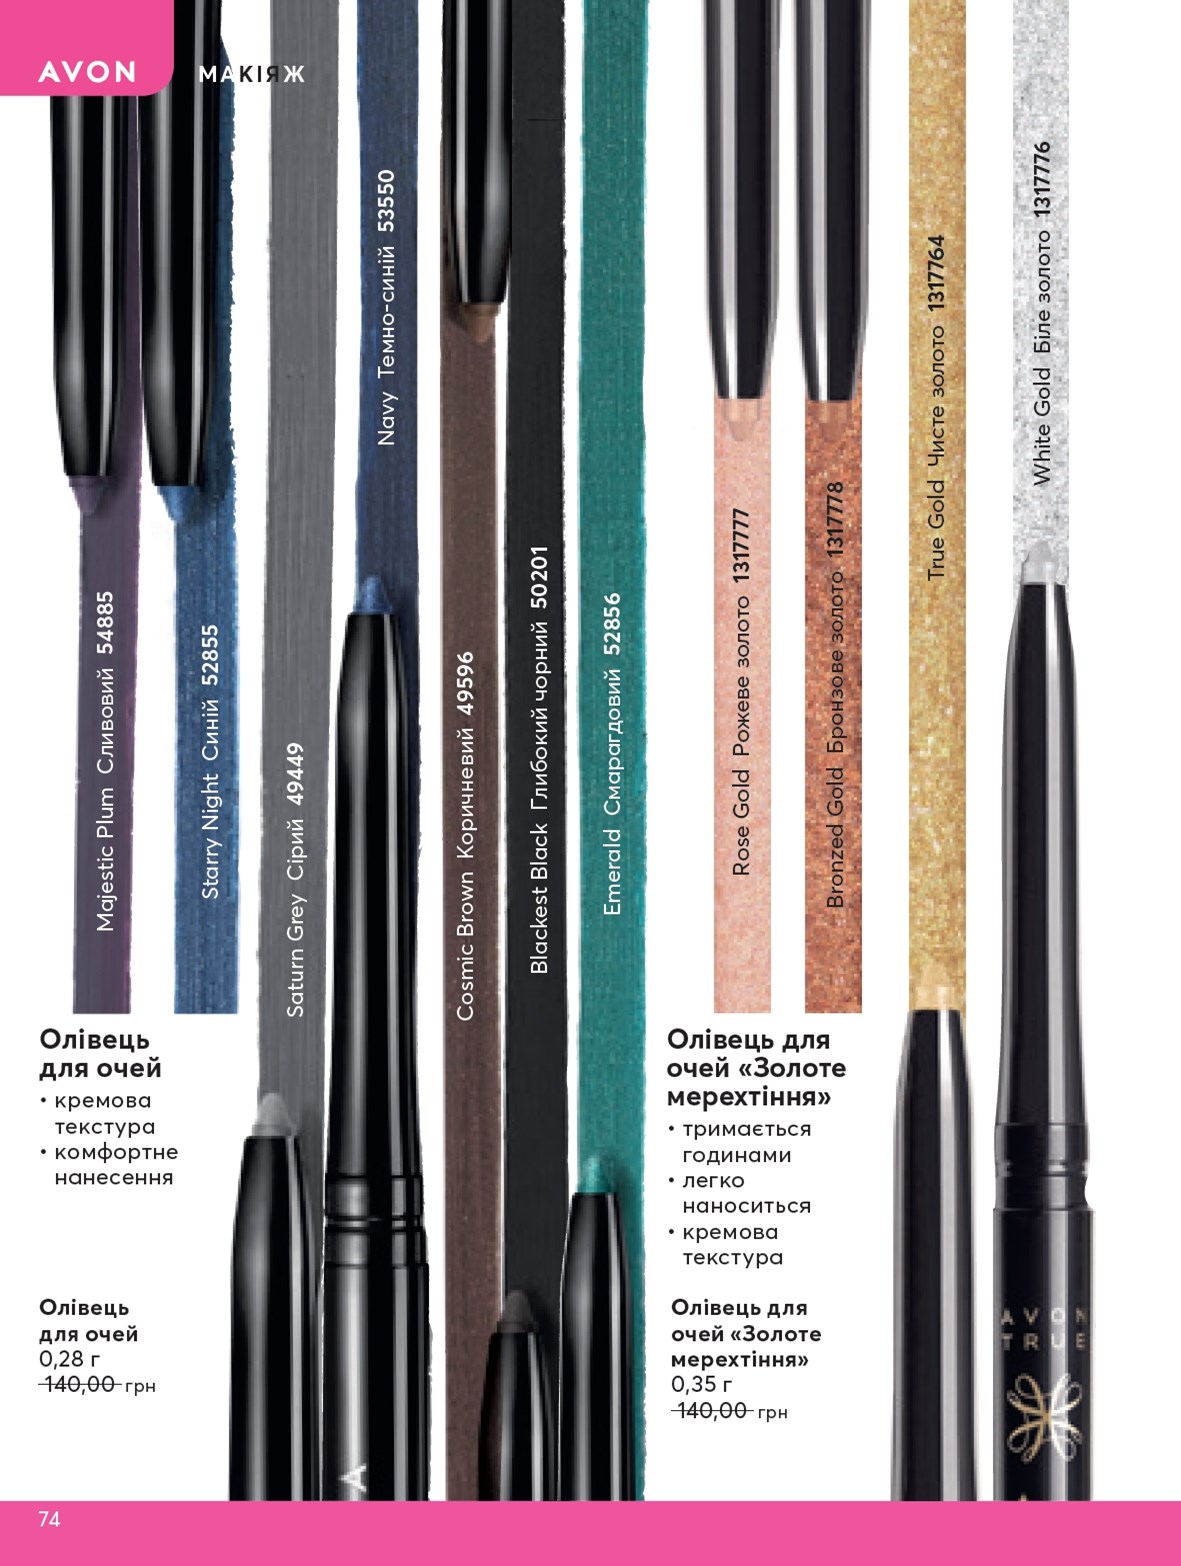 AVON
МАКІЯЖ
Majestic Plum Сливовий 54885
Starry Night Синій 52855
Saturn Grey Сірий 49449
Navy Темно-синій 53550
Cosmic Brown Коричневий 49596
Blackest Black Глибокий чорний 50201
Emerald Смарагдовий 52856
Rose Gold Рожеве золото 1317777
Bronzed Gold Бронзове золото 1317778
True Gold Чисте золото 1317764
White Gold Біле золото 1317776
Олівець
для очей
• кремова
текстура
• комфортне
нанесення
Олівець
для очей
0,28 г
140,00 грн
Олівець для
очей «Золоте
мерехтіння»
• тримається
годинами
• легко
наноситься
• кремова
текстура
Олівець для
очей «Золоте
мерехтіння»
0,35 г
140,00 грн
A
AVON
TRUE
74